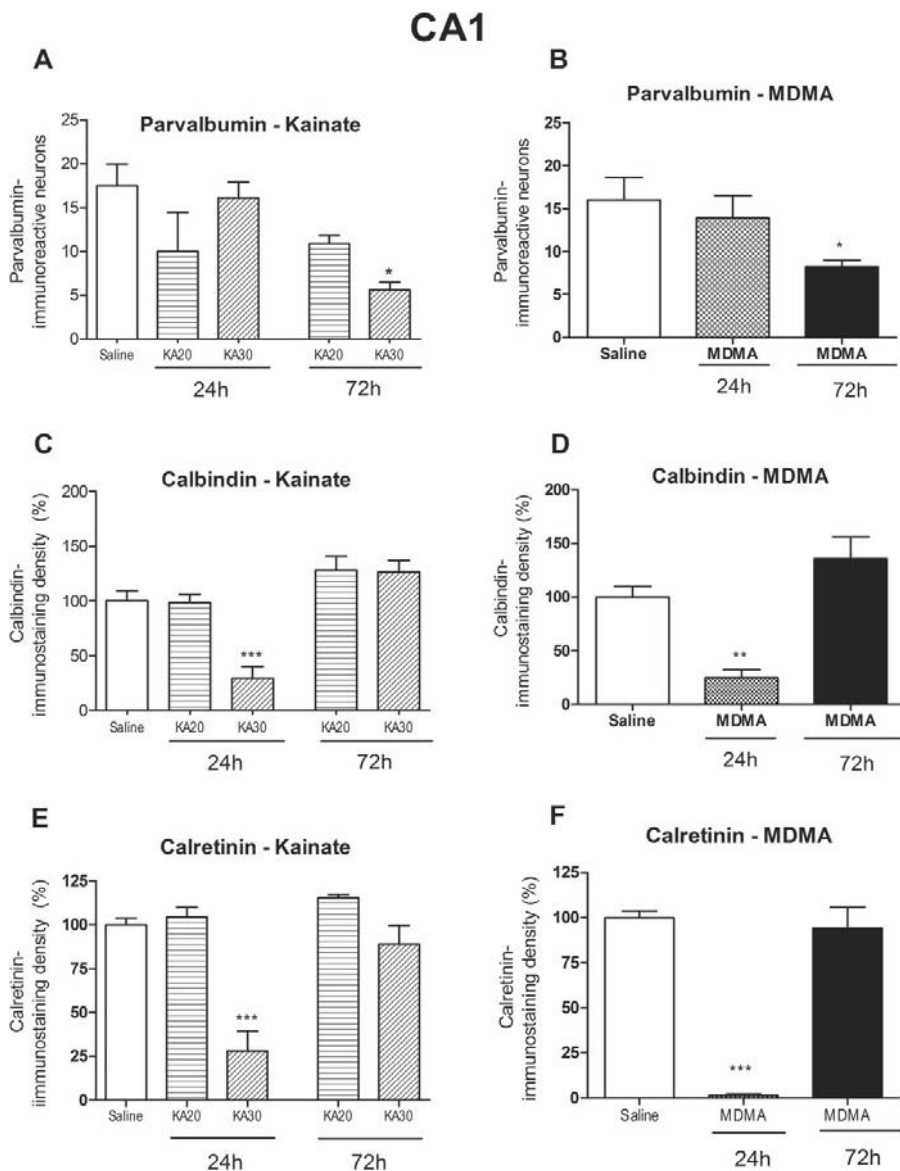 CA1
A
Parvalbumin - Kainate
Parvalbumin-
immunoreactive neurons
25
20
15
10
5
0
*
Saline KA20 KA30 KA20 KA30
24h 72h
B
Parvalbumin - MDMA
Parvalbumin-
immunoreactive neurons
25
20
15
10
5
0
*
Saline MDMA MDMA
24h 72h
C
Calbindin - Kainate
Calbindin-
immunostaining density (%)
200
150
100
50
0
***
Saline KA20 KA30 KA20 KA30
24h 72h
D
Calbindin - MDMA
Calbindin-
immunostaining density (%)
200
150
100
50
0
**
Saline MDMA MDMA
24h 72h
E
Calretinin - Kainate
Calretinin-
iimmunostaining density (%)
125
100
75
50
25
0
***
Saline KA20 KA30 KA20 KA30
24h 72h
F
Calretinin - MDMA
Calretinin-
immunostaining density (%)
125
100
75
50
25
0
***
Saline MDMA MDMA
24h 72h